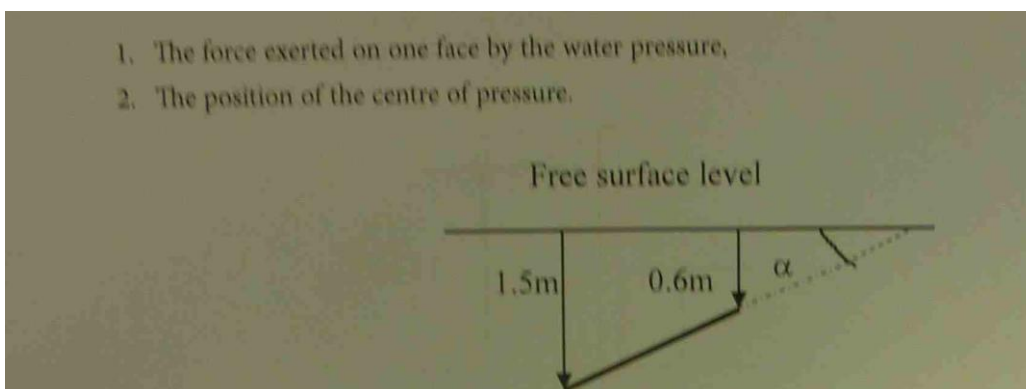 1. The force exerted on one face by the water pressure,
2. The position of the centre of pressure.
Free surface level
1.5m
0.6m
α